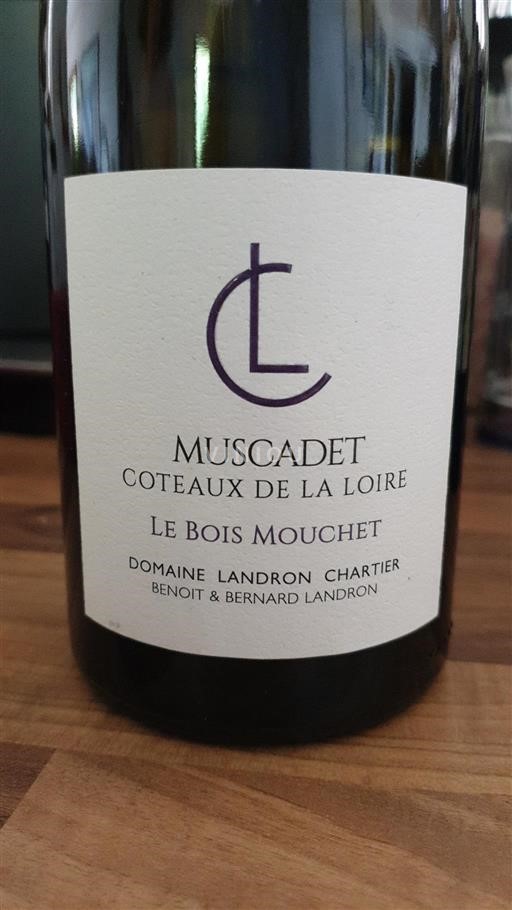 CL
MUSCADET
COTEAUX DE LA LOIRE
LE BOIS MOUCHET
DOMAINE LANDRON CHARTIER
BENOIT & BERNARD LANDRON